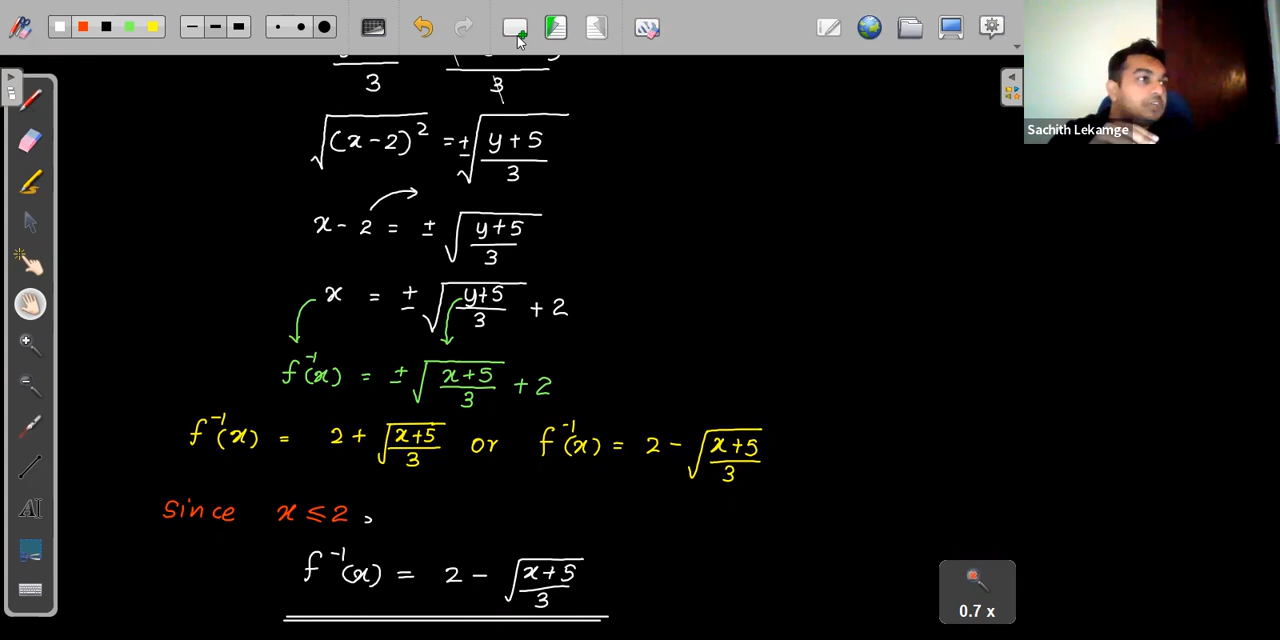 Sachith Lekamge
3 3
√(x-2)² = ±√((y+5)/3)
x - 2 = ± √((y+5)/3)
x = ± √((y+5)/3) + 2
f⁻¹(x) = ± √((x+5)/3) + 2
f⁻¹(x) = 2 + √((x+5)/3) or f⁻¹(x) = 2 - √((x+5)/3)
Since x ≤ 2 ,
f⁻¹(x) = 2 - √((x+5)/3)
0.7 x